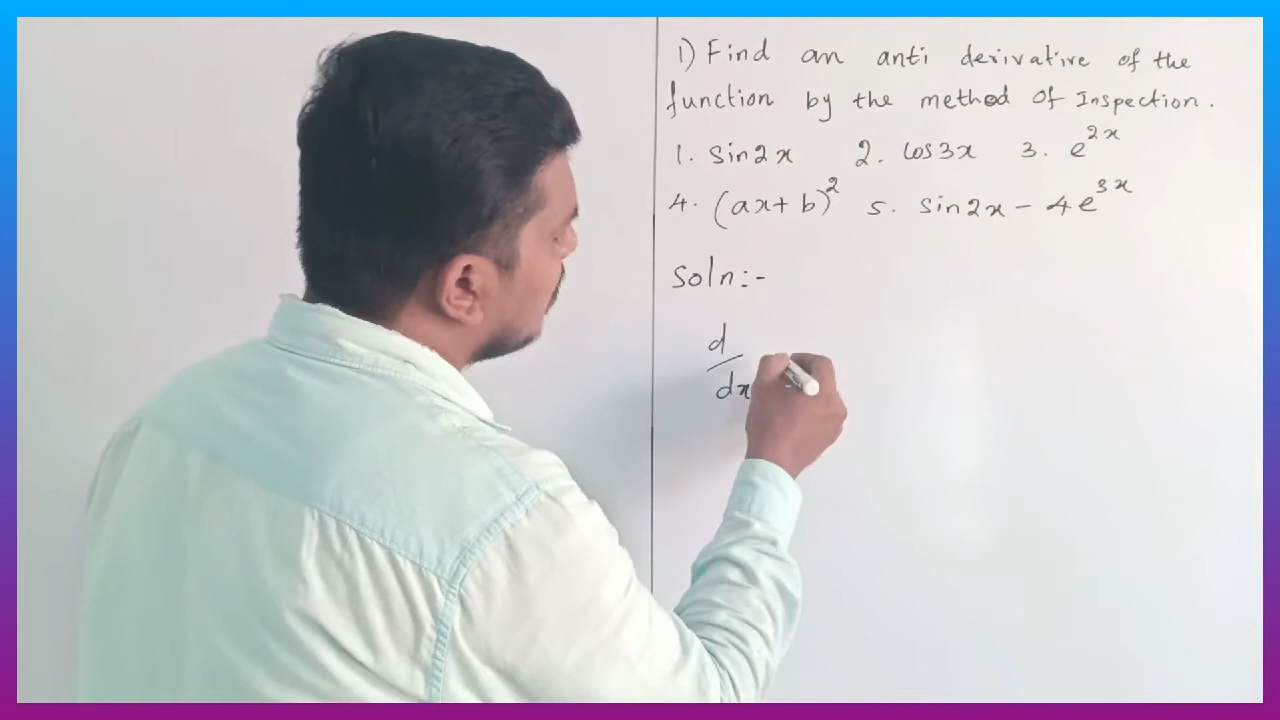 1) Find an anti derivative of the
function by the method of Inspection.
1. sin2x 2. cos3x 3. e^2x
4. (ax+b)^2 5. sin2x - 4e^3x
Soln:-
d
dx